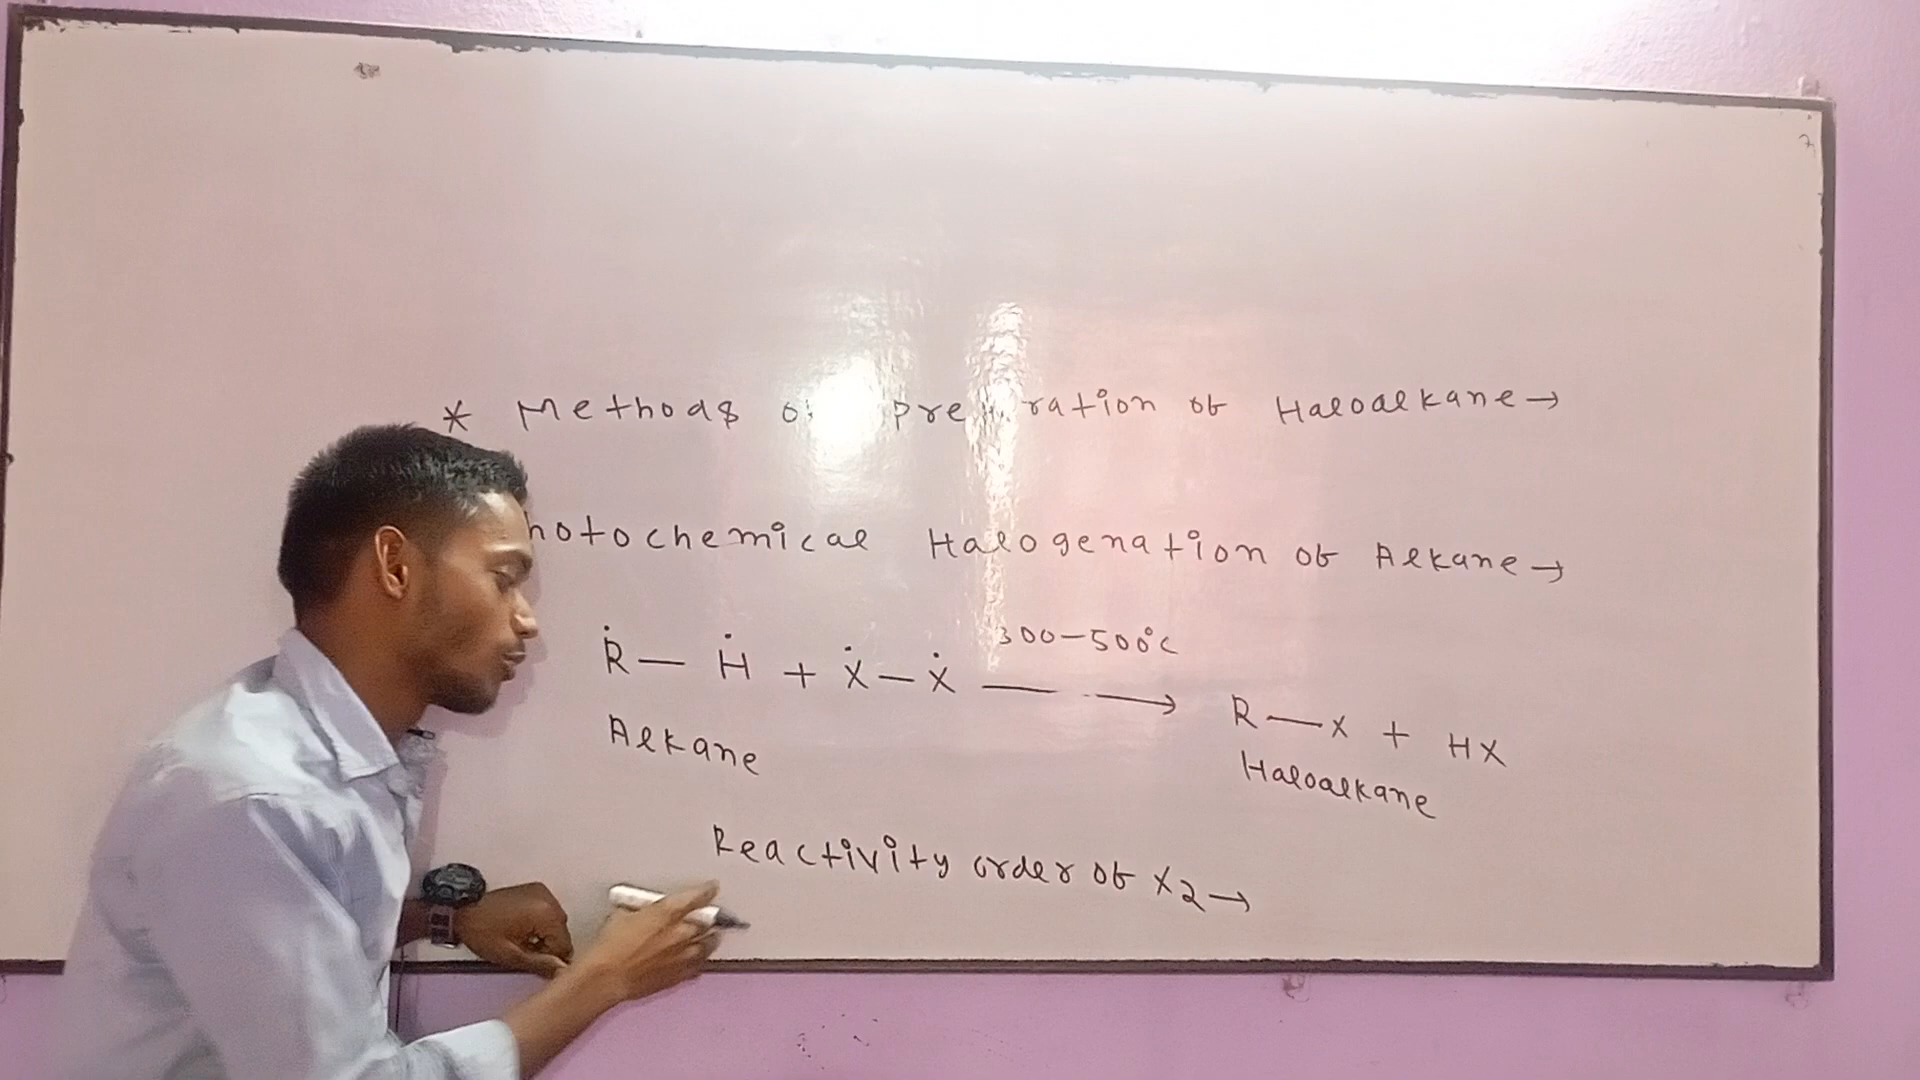 * Methods of preparation of Haloalkane →
hotochemical Halogenation of Alkane →
Ṙ — Ḣ + Ẋ — Ẋ 300-500°C → R — X + HX
Alkane Haloalkane
Reactivity order of X2 →